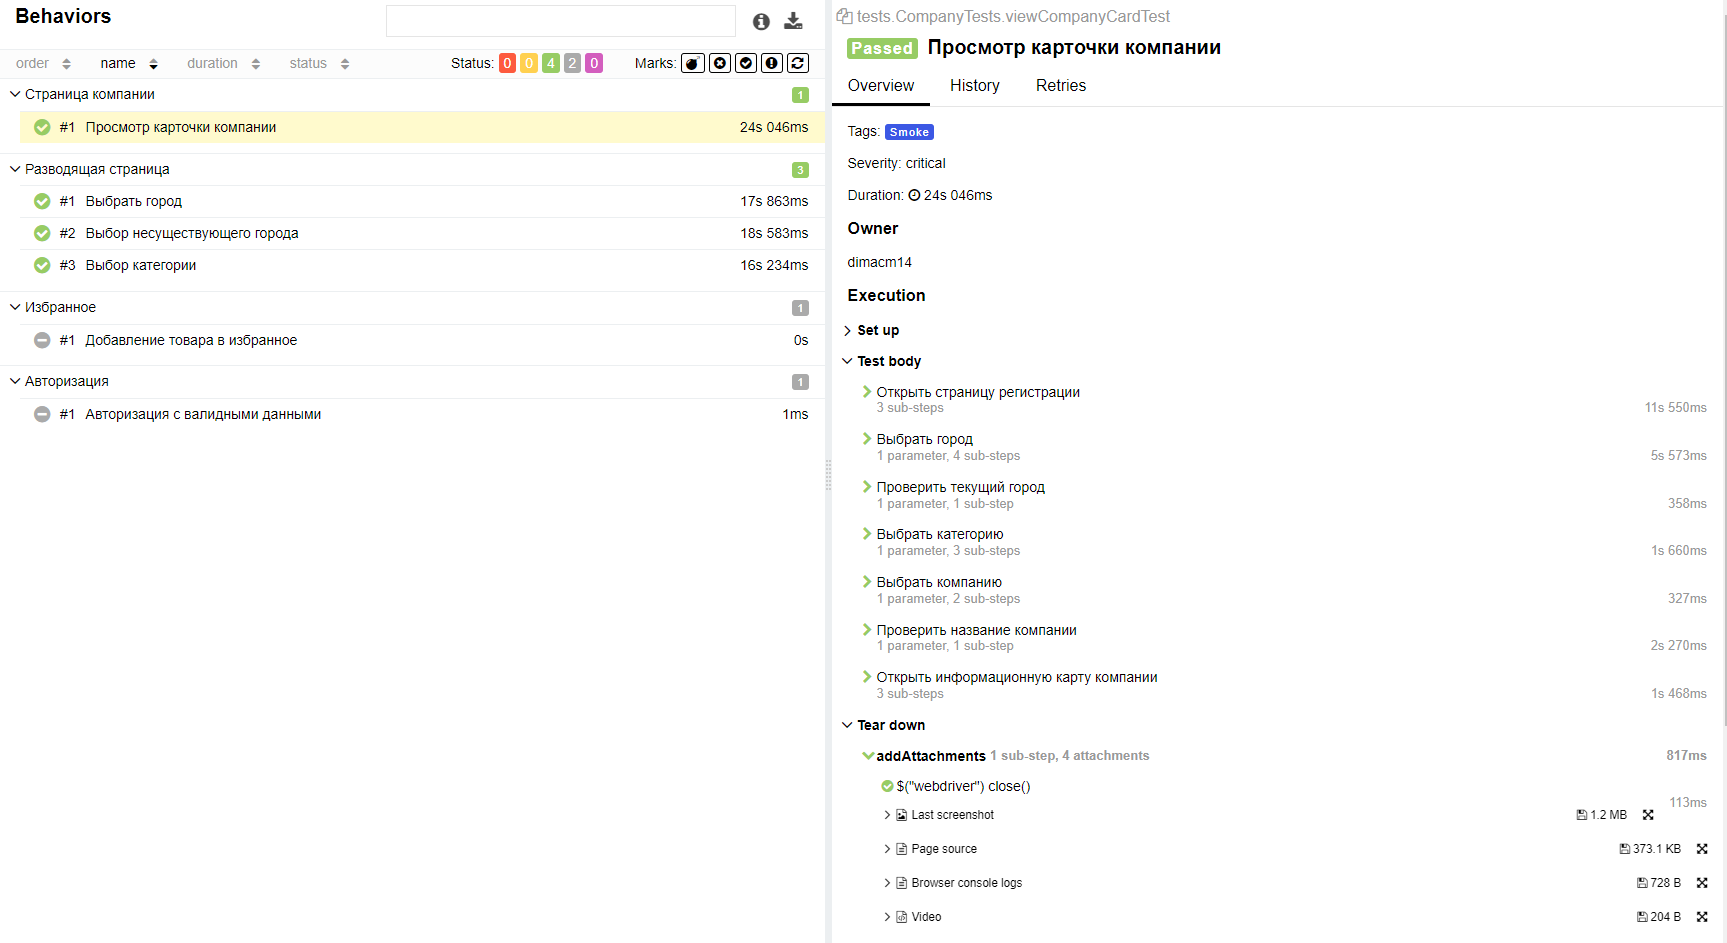 Behaviors
order name duration status Status: 0 0 4 2 0 Marks:
Страница компании 1
#1 Просмотр карточки компании 24s 046ms
Разводящая страница 3
#1 Выбрать город 17s 863ms
#2 Выбор несуществующего города 18s 583ms
#3 Выбор категории 16s 234ms
Избранное 1
#1 Добавление товара в избранное 0s
Авторизация 1
#1 Авторизация с валидными данными 1ms
tests.CompanyTests.viewCompanyCardTest
Passed Просмотр карточки компании
Overview History Retries
Tags: Smoke
Severity: critical
Duration: 24s 046ms
Owner
dimacm14
Execution
Set up
Test body
Открыть страницу регистрации
3 sub-steps 11s 550ms
Выбрать город
1 parameter, 4 sub-steps 5s 573ms
Проверить текущий город
1 parameter, 1 sub-step 358ms
Выбрать категорию
1 parameter, 3 sub-steps 1s 660ms
Выбрать компанию
1 parameter, 2 sub-steps 327ms
Проверить название компании
1 parameter, 1 sub-step 2s 270ms
Открыть информационную карту компании
3 sub-steps 1s 468ms
Tear down
addAttachments 1 sub-step, 4 attachments 817ms
$("webdriver") close()
113ms
Last screenshot 1.2 MB
Page source 373.1 KB
Browser console logs 728 B
Video 204 B